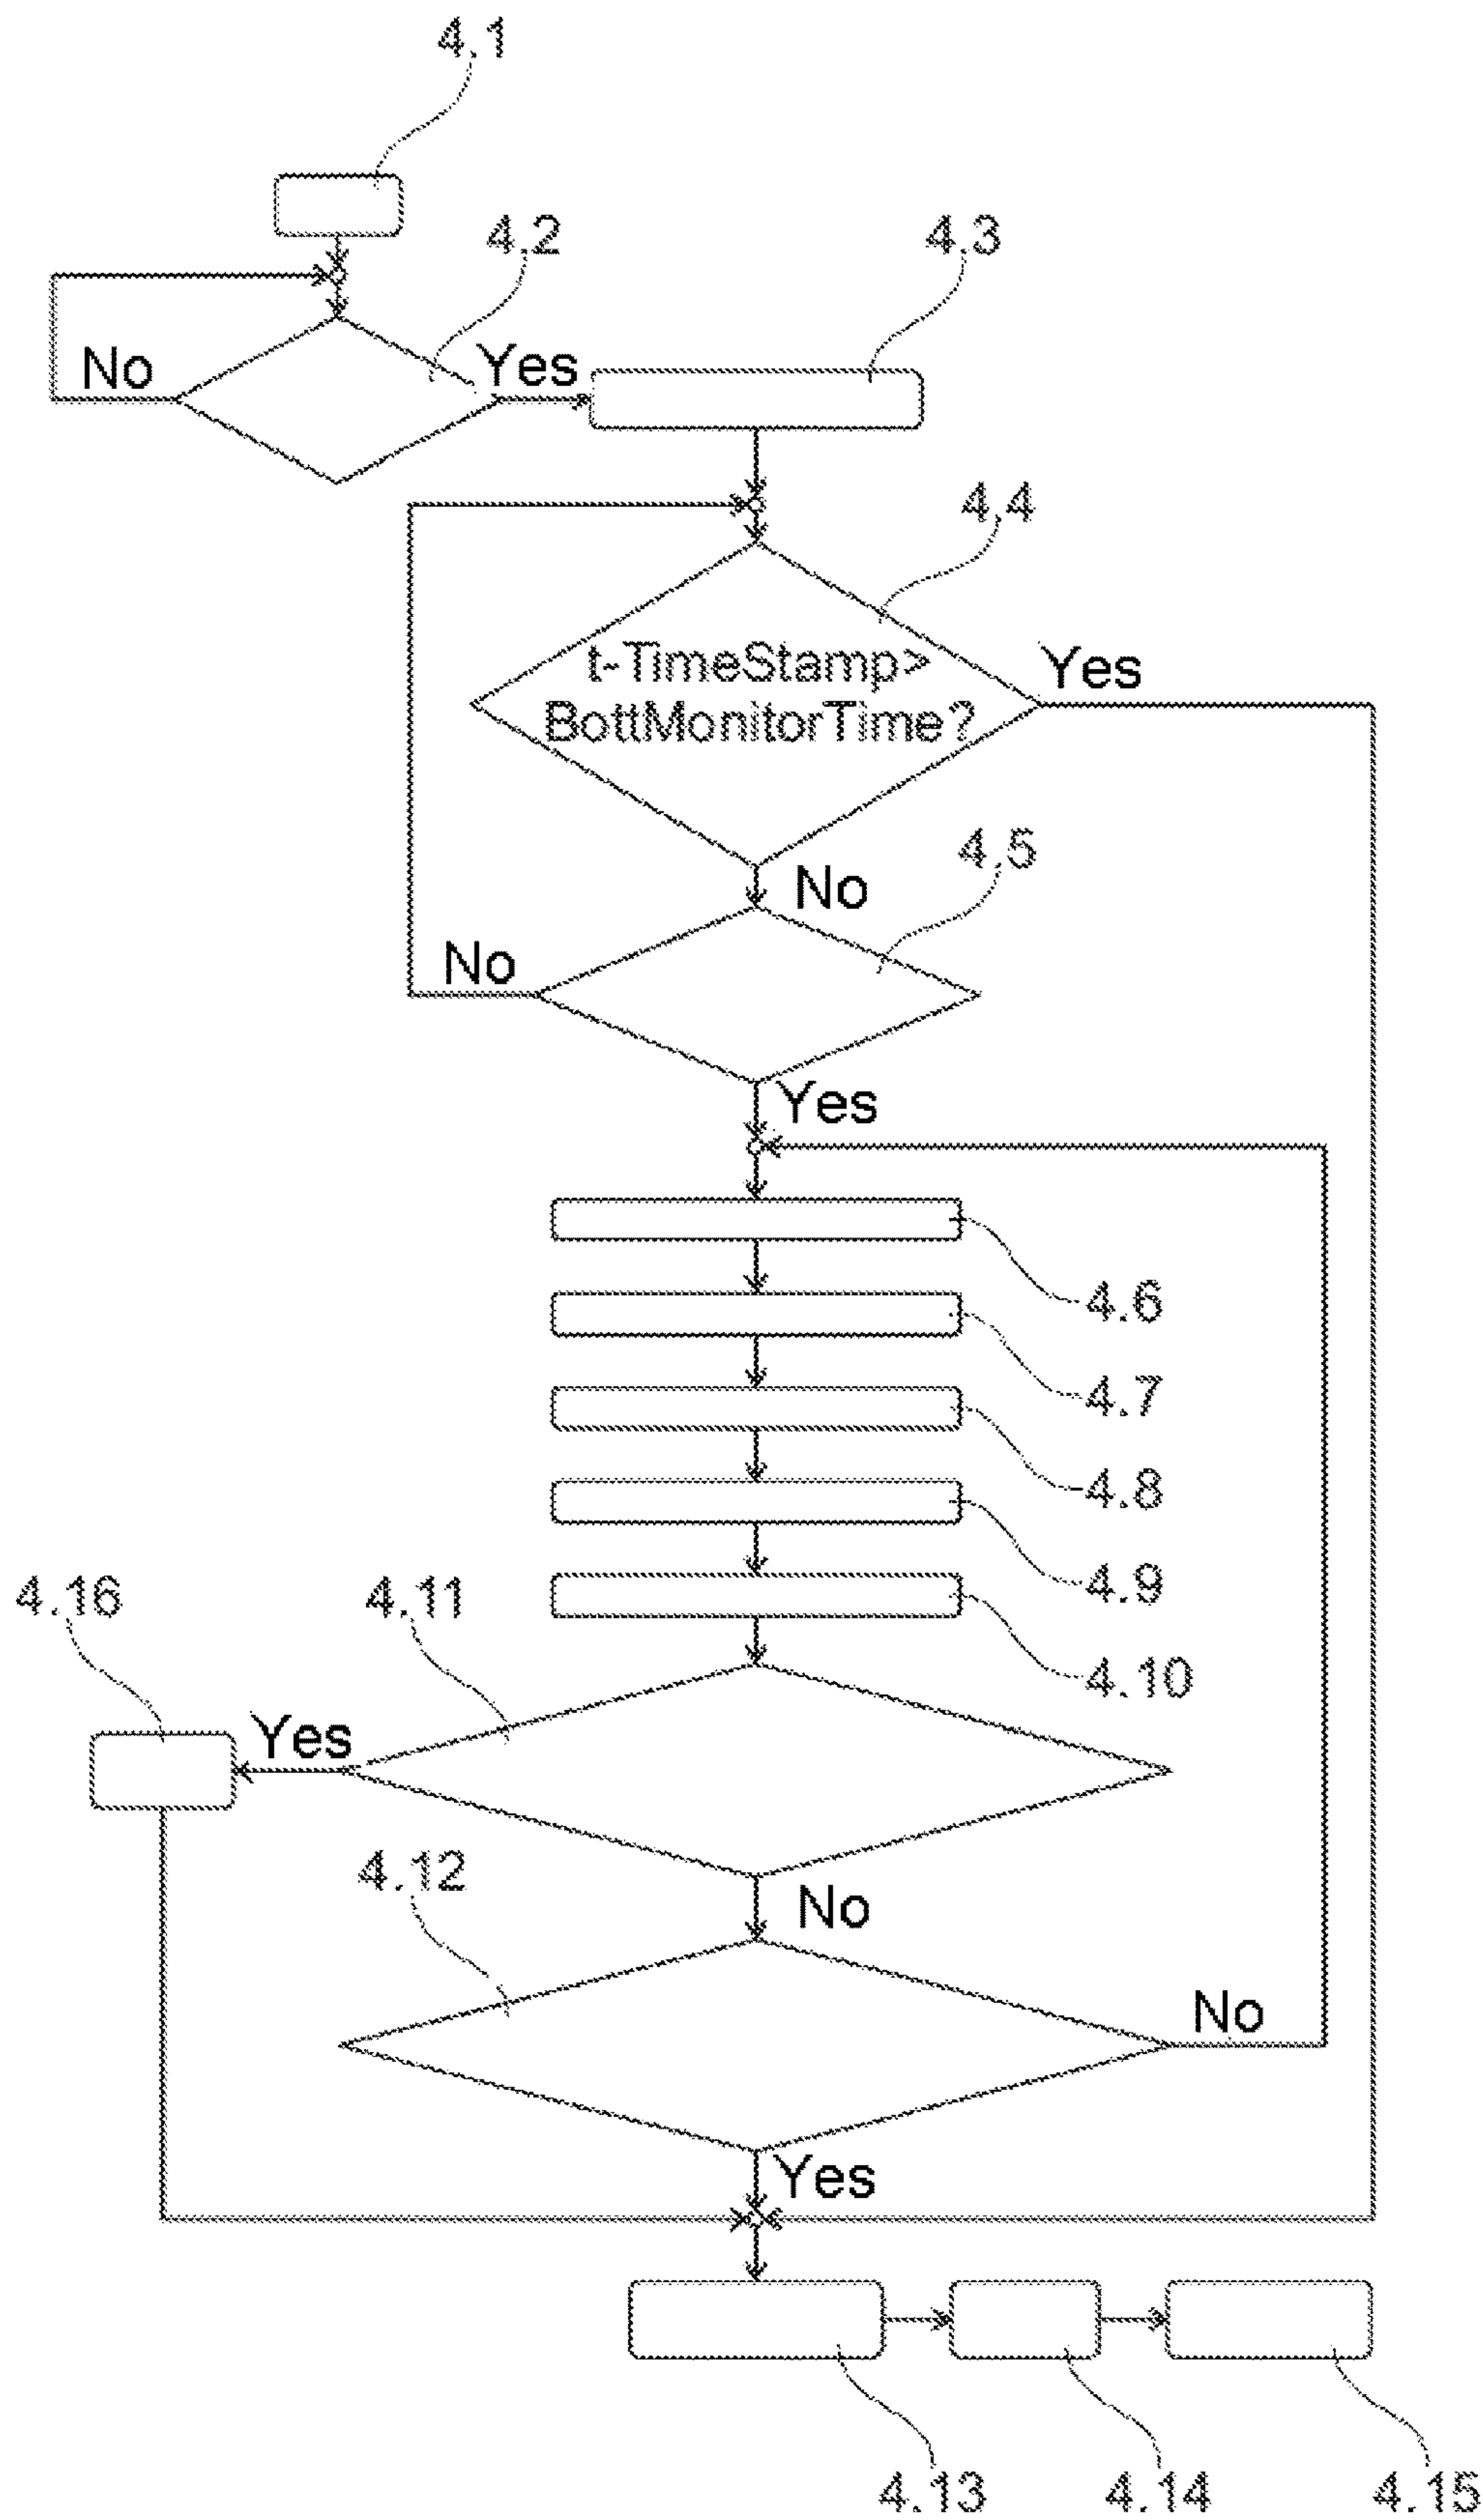 4.1
4.2
4.3
No
Yes
4.4
t-TimeStamp>
BottMonitorTime?
Yes
4.5
No
No
Yes
4.6
4.7
4.8
4.9
4.10
4.16
4.11
Yes
4.12
No
No
Yes
4.13
4.14
4.15